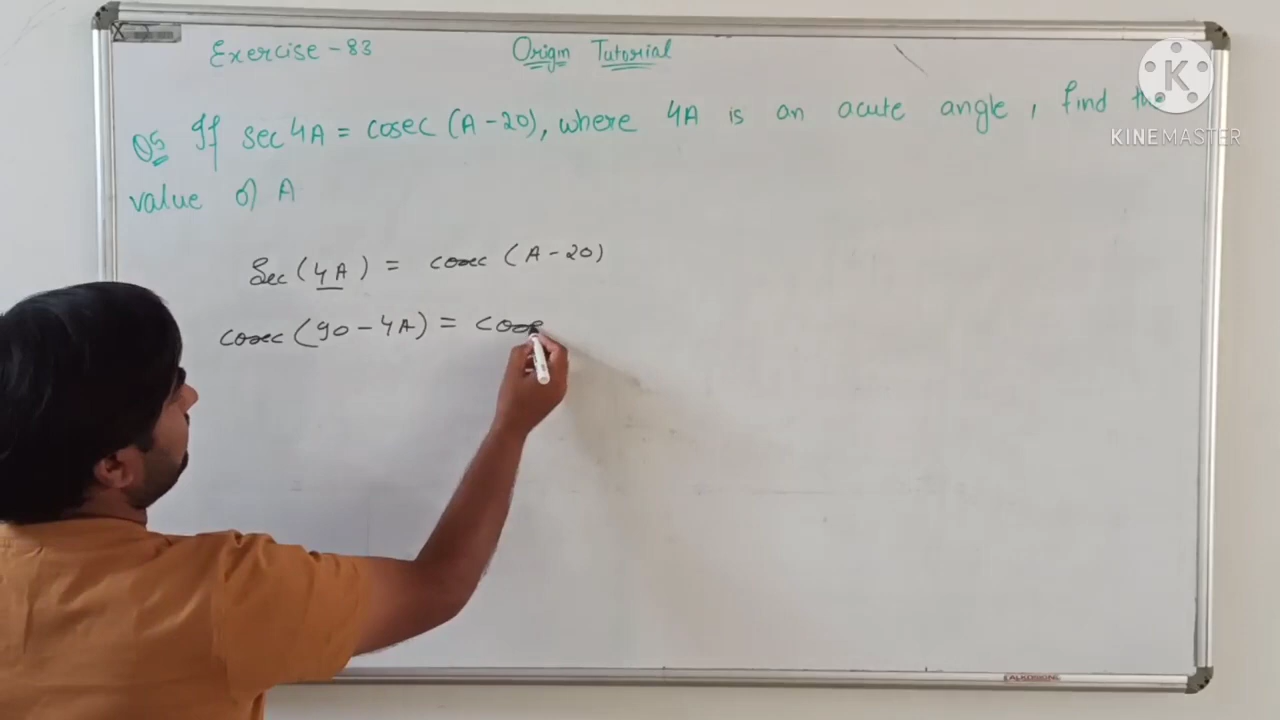 Exercise - 83 Origin Tutorial
Q5 If sec 4A = cosec (A - 20), where 4A is an acute angle, find the
value of A
Sec (4A) = cosec (A - 20)
cosec (90 - 4A) = cose
K
KINEMASTER